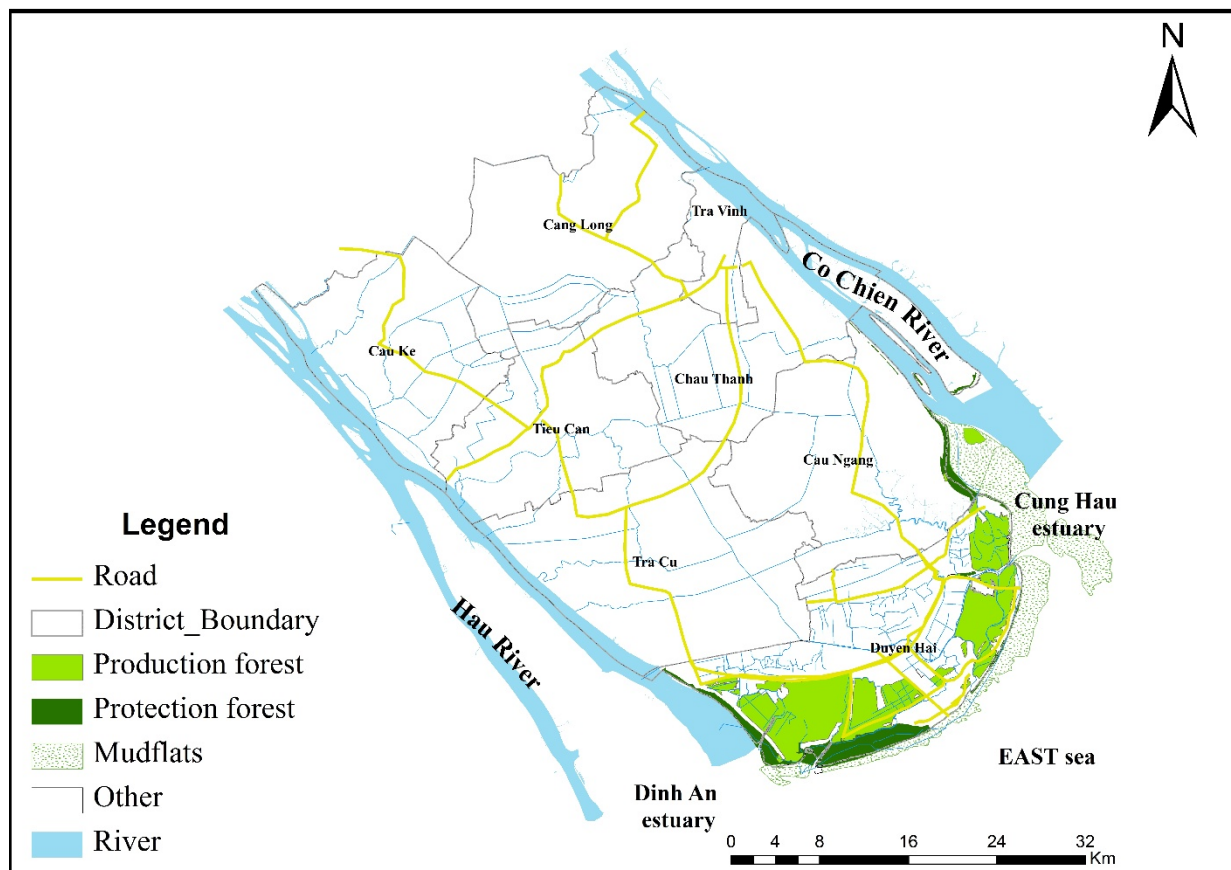 N
Tra Vinh
Cang Long
Co Chien River
Cau Ke
Chau Thanh
Tieu Can
Cau Ngang
Cung Hau
estuary
Tra Cu
Hau River
Duyen Hai
EAST sea
Dinh An
estuary
Legend
Road
District_Boundary
Production forest
Protection forest
Mudflats
Other
River
0 4 8 16 24 32
Km